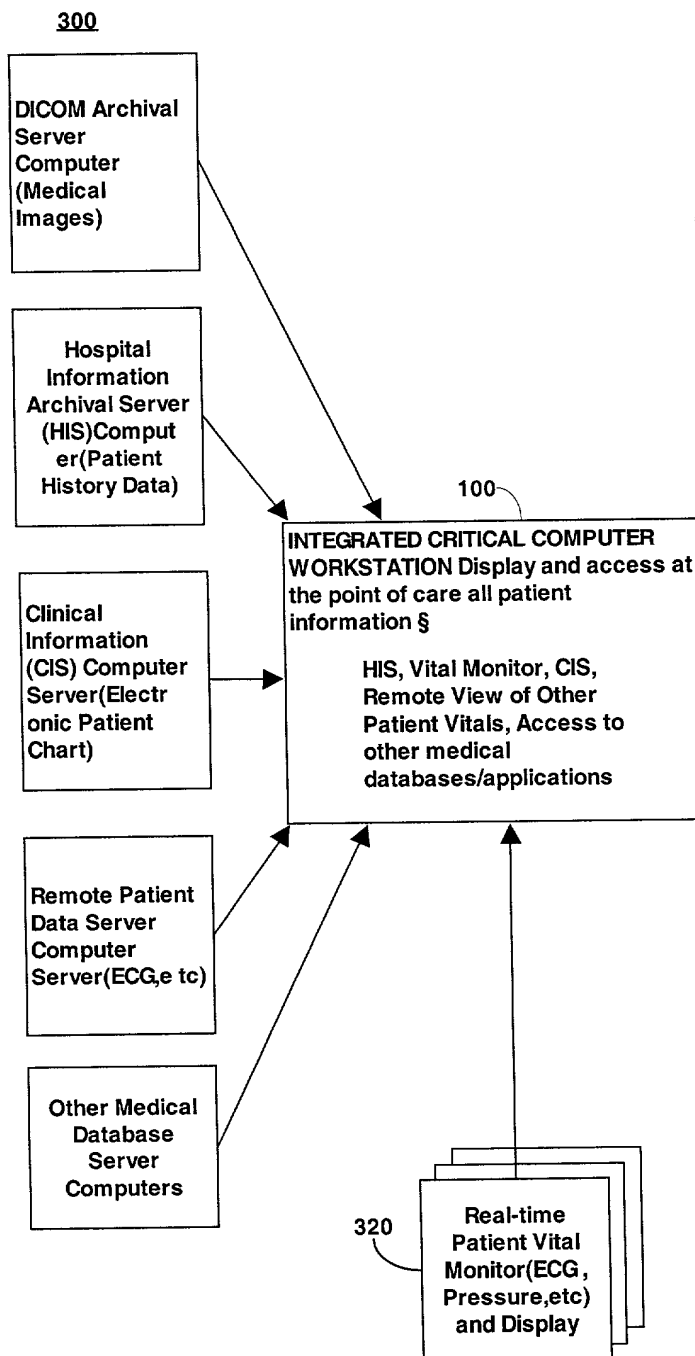 300
DICOM Archival
Server
Computer
(Medical
Images)
Hospital
Information
Archival Server
(HIS)Comput
er(Patient
History Data)
100
INTEGRATED CRITICAL COMPUTER
WORKSTATION Display and access at
the point of care all patient
information §
HIS, Vital Monitor, CIS,
Remote View of Other
Patient Vitals, Access to
other medical
databases/applications
Clinical
Information
(CIS) Computer
Server(Electr
onic Patient
Chart)
Remote Patient
Data Server
Computer
Server(ECG,e tc)
Other Medical
Database
Server
Computers
320
Real-time
Patient Vital
Monitor(ECG ,
Pressure,etc)
and Display